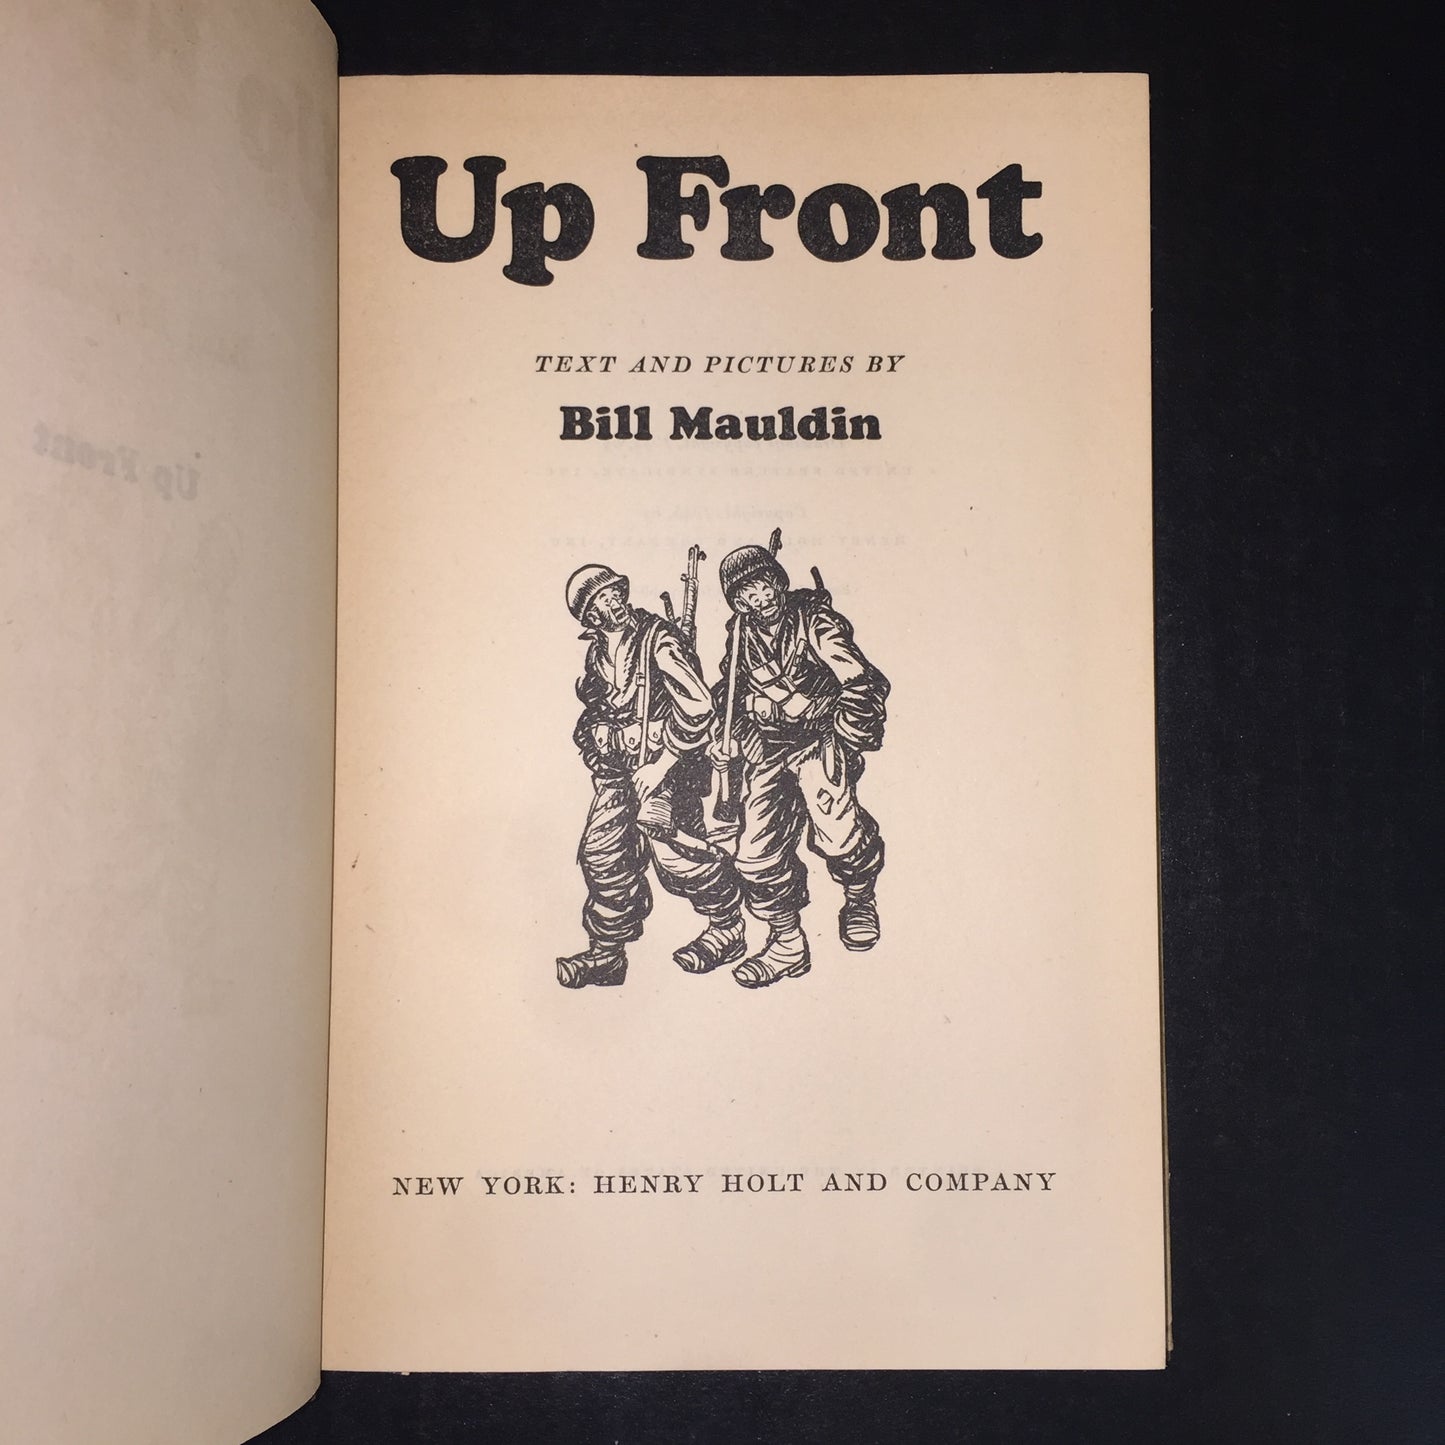 Up Front
TEXT AND PICTURES BY
Bill Mauldin
NEW YORK: HENRY HOLT AND COMPANY